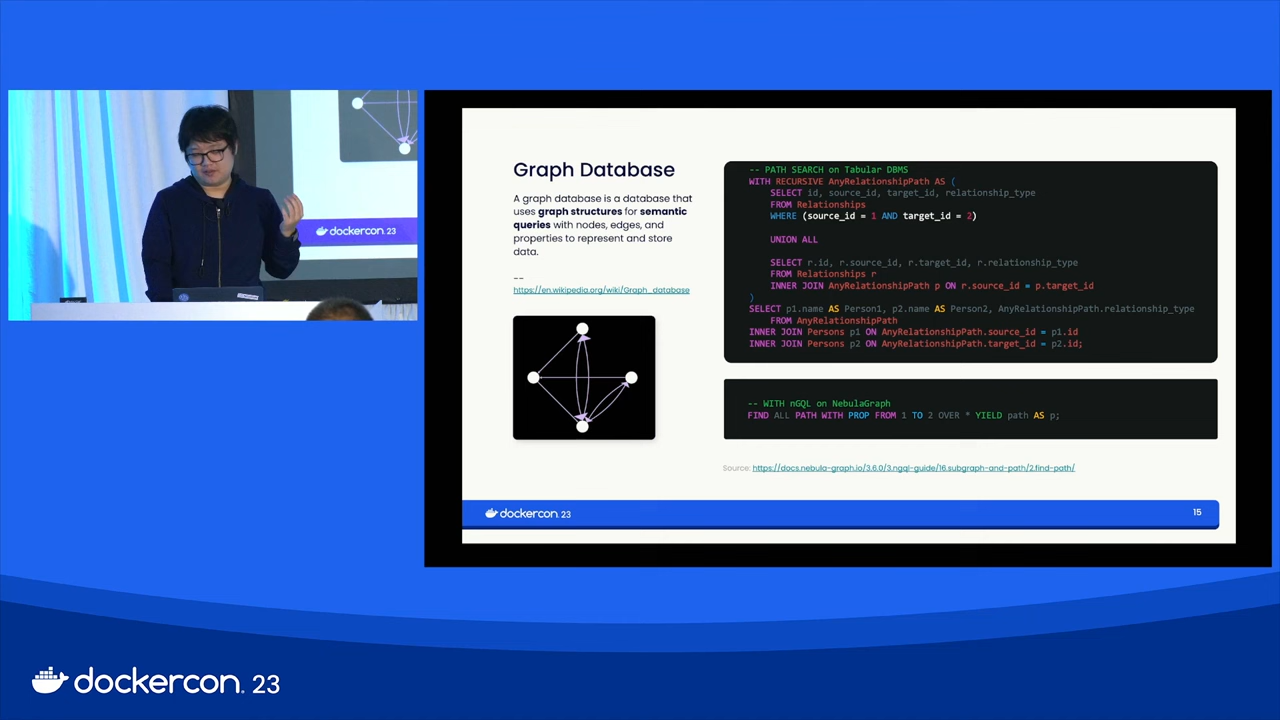 dockercon 23
Graph Database
A graph database is a database that
uses graph structures for semantic
queries with nodes, edges, and
properties to represent and store
data.
--
https://en.wikipedia.org/wiki/Graph_database
-- PATH SEARCH on Tabular DBMS
WITH RECURSIVE AnyRelationshipPath AS (
SELECT id, source_id, target_id, relationship_type
FROM Relationships
WHERE (source_id = 1 AND target_id = 2)
UNION ALL
SELECT r.id, r.source_id, r.target_id, r.relationship_type
FROM Relationships r
INNER JOIN AnyRelationshipPath p ON r.source_id = p.target_id
)
SELECT p1.name AS Person1, p2.name AS Person2, AnyRelationshipPath.relationship_type
FROM AnyRelationshipPath
INNER JOIN Persons p1 ON AnyRelationshipPath.source_id = p1.id
INNER JOIN Persons p2 ON AnyRelationshipPath.target_id = p2.id;
-- WITH nGQL on NebulaGraph
FIND ALL PATH WITH PROP FROM 1 TO 2 OVER * YIELD path AS p;
Source: https://docs.nebula-graph.io/3.6.0/3.ngql-guide/16.subgraph-and-path/2.find-path/
dockercon 23
15
dockercon. 23